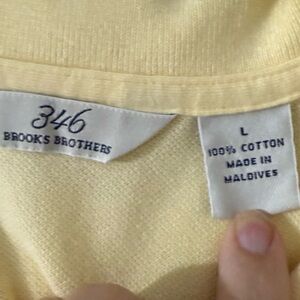 346
BROOKS BROTHERS
L
100% COTTON
MADE IN
MALDIVES